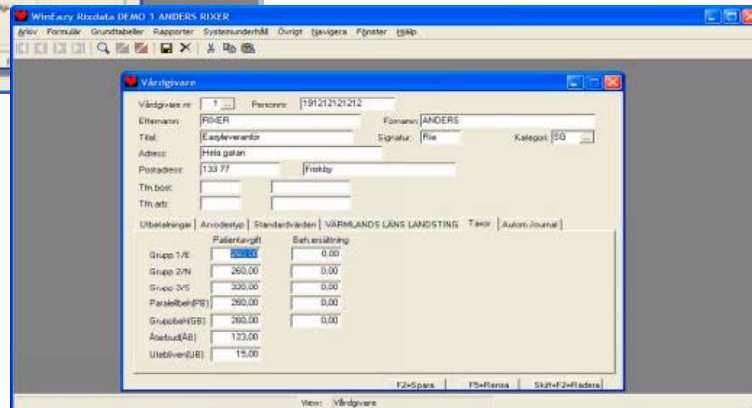 WinEazy Rixdata DEMO 1 ANDERS RIXER
Arkiv Formulär Grundtabeller Rapporter Systemunderhåll Övrigt Navigera Fönster Hjälp
Vårdgivare
Vårdgivare nr: 1 ... Personnr: 191212121212
Efternamn: RIXER Förnamn: ANDERS
Titel: Eazyleverantör Signatur: Rix Kategori: SG ...
Adress: Hela gatan
Postadress: 133 77 Friskby
Tfn.bost:
Tfn.arb:
Utbetalningar Arvodestyp Standardvärden VÄRMLANDS LÄNS LANDSTING Taxor Autom.Journal
Patientavgift Beh.ersättning
Grupp 1/E 0,00
Grupp 2/N 260,00 0,00
Grupp 3/S 320,00 0,00
Parallellbeh(PB) 260,00 0,00
Gruppbeh(GB) 260,00 0,00
Återbud(ÅB) 123,00
Utebliven(UB) 15,00
F2=Spara F5=Rensa Skift+F2=Radera
View: Vårdgivare